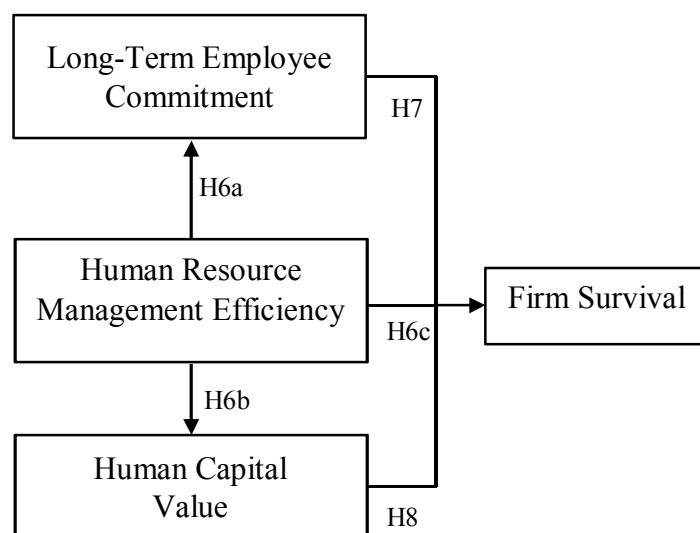 Long-Term Employee
Commitment
H7
H6a
Human Resource
Management Efficiency
H6c
Firm Survival
H6b
Human Capital
Value
H8